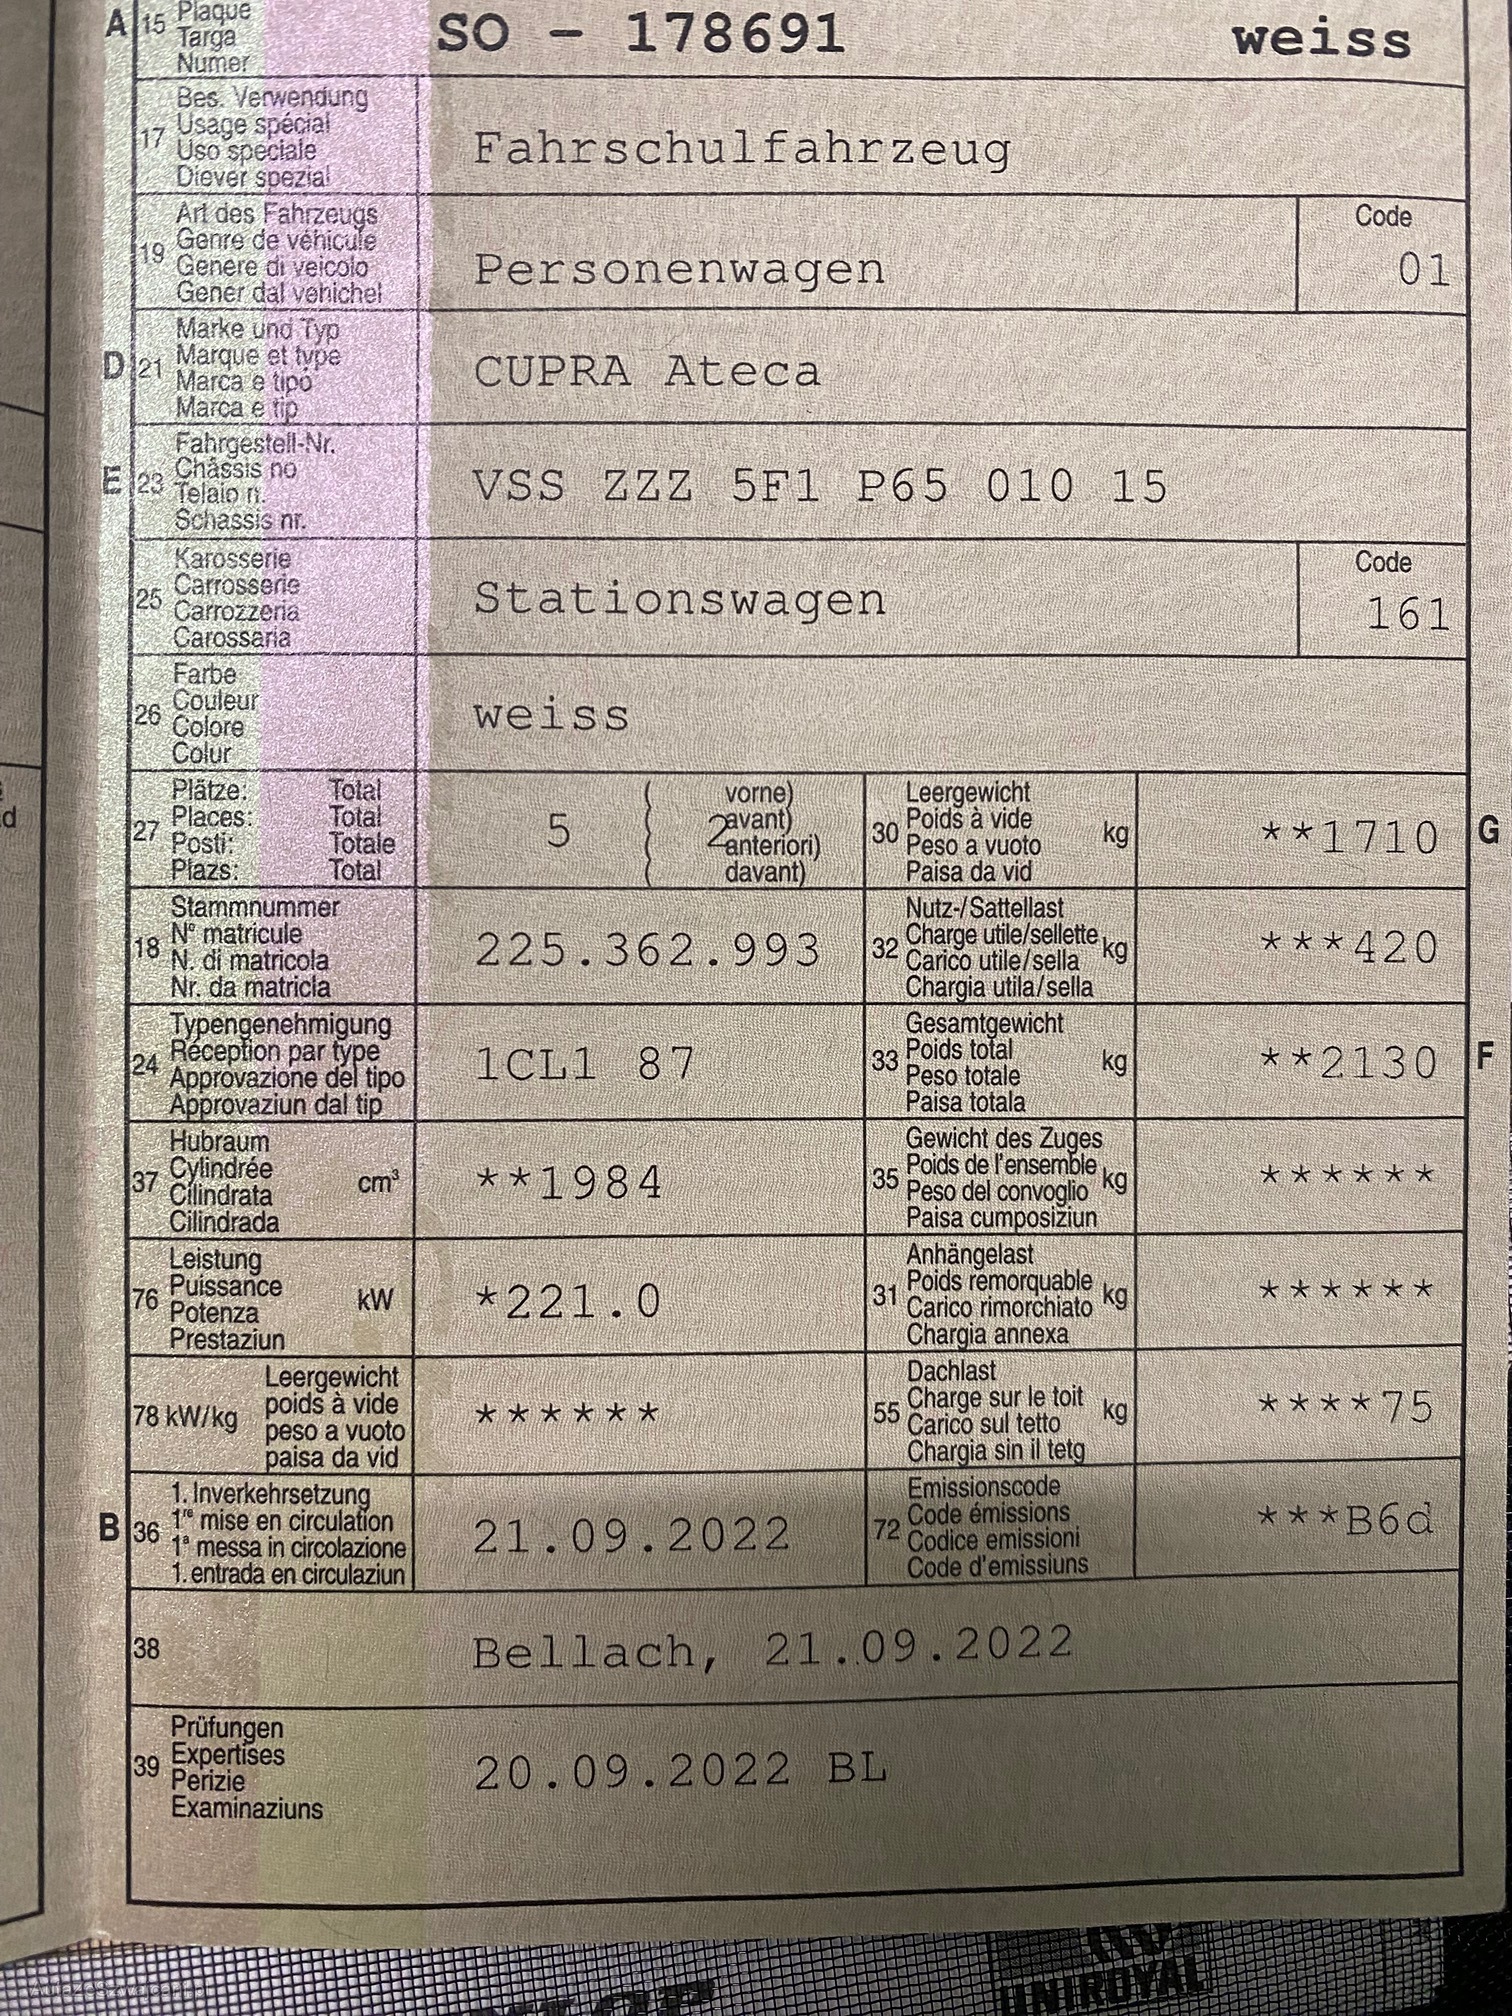 A 15 Plaque SO - 178691 weiss
Targa
Numer
17 Bes. Verwendung
Usage spécial
Uso speciale
Diever spezial
Fahrschulfahrzeug
19 Art des Fahrzeugs
Genre de véhicule
Genere di veicolo
Gener dal vehichel
Personenwagen
Code
01
D 21 Marke und Typ
Marque et type
Marca e tipo
Marca e tip
CUPRA Ateca
E 23 Fahrgestell-Nr.
Châssis no
Telaio n.
Schassis nr.
VSS ZZZ 5F1 P65 010 15
25 Karosserie
Carrosserie
Carrozzeria
Carossaria
Stationswagen
Code
161
26 Farbe
Couleur
Colore
Colur
weiss
27 Plätze: Total
Places: Total
Posti: Totale
Plazs: Total
5 ( 2 vorne)
avant)
anteriori)
davant)
30 Leergewicht
Poids à vide
Peso a vuoto
Paisa da vid
kg
**1710 G
18 Stammnummer
N° matricule
N. di matricola
Nr. da matricla
225.362.993
32 Nutz-/Sattellast
Charge utile/sellette
Carico utile/sella
Chargia utila/sella
kg
***420
24 Typengenehmigung
Réception par type
Approvazione del tipo
Approvaziun dal tip
1CL1 87
33 Gesamtgewicht
Poids total
Peso totale
Paisa totala
kg
**2130 F
37 Hubraum
Cylindrée
Cilindrata
Cilindrada
cm³
**1984
35 Gewicht des Zuges
Poids de l'ensemble
Peso del convoglio
Paisa cumposiziun
kg
******
76 Leistung
Puissance
Potenza
Prestaziun
kW
*221.0
31 Anhängelast
Poids remorquable
Carico rimorchiato
Chargia annexa
kg
******
78 kW/kg Leergewicht
poids à vide
peso a vuoto
paisa da vid
******
55 Dachlast
Charge sur le toit
Carico sul tetto
Chargia sin il tetg
kg
****75
B 36 1. Inverkehrsetzung
1re mise en circulation
1a messa in circolazione
1. entrada en circulaziun
21.09.2022
72 Emissionscode
Code émissions
Codice emissioni
Code d'emissiuns
***B6d
38 Bellach, 21.09.2022
39 Prüfungen
Expertises
Perizie
Examinaziuns
20.09.2022 BL
UNIROYAL